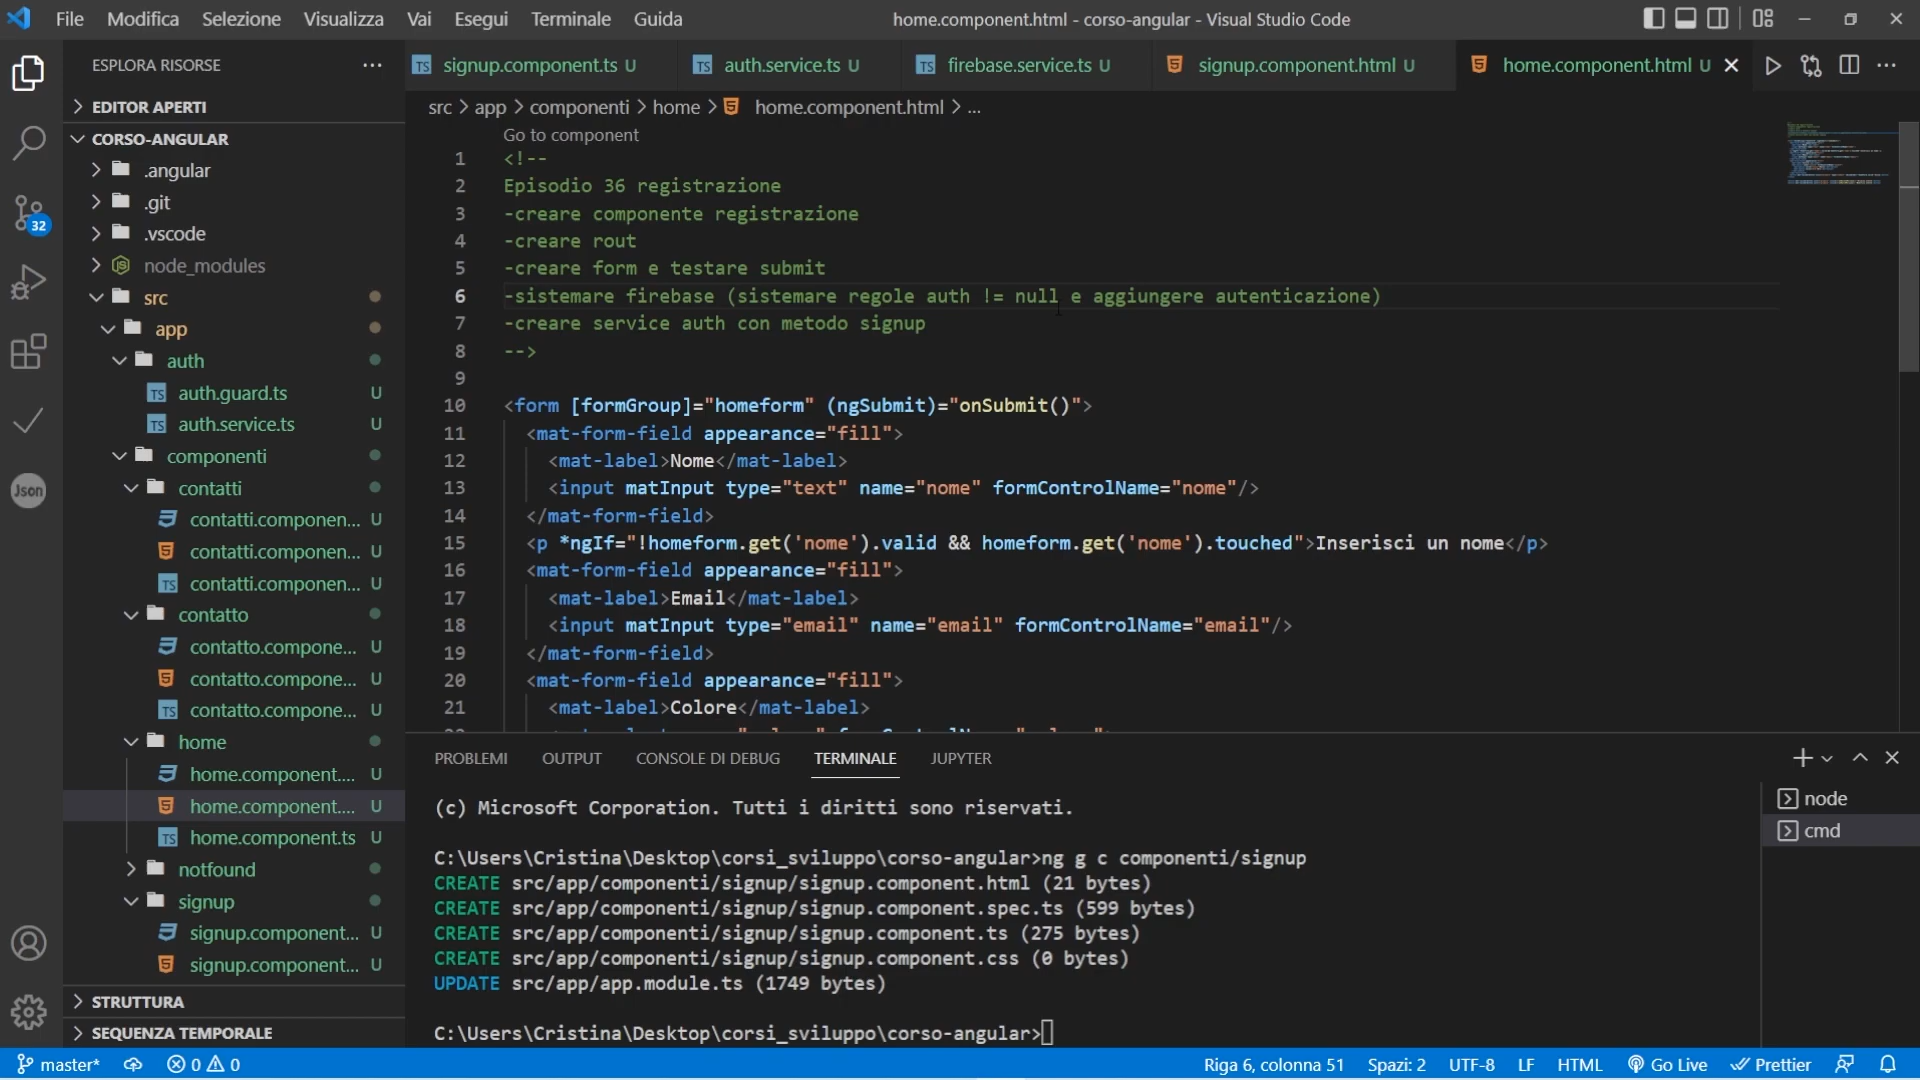 File Modifica Selezione Visualizza Vai Esegui Terminale Guida
home.component.html - corso-angular - Visual Studio Code
ESPLORA RISORSE
EDITOR APERTI
CORSO-ANGULAR
.angular
.git
.vscode
node_modules
src
app
auth
auth.guard.ts U
auth.service.ts U
componenti
contatti
contatti.componen... U
contatti.componen... U
contatti.componen... U
contatto
contatto.compone... U
contatto.compone... U
contatto.compone... U
home
home.component.... U
home.component.... U
home.component.ts U
notfound
signup
signup.component... U
signup.component... U
STRUTTURA
SEQUENZA TEMPORALE
32
Json
TS signup.component.ts U
TS auth.service.ts U
TS firebase.service.ts U
signup.component.html U
home.component.html U
src > app > componenti > home > home.component.html > ...
Go to component
1 <!--
2 Episodio 36 registrazione
3 -creare componente registrazione
4 -creare rout
5 -creare form e testare submit
6 -sistemare firebase (sistemare regole auth != null e aggiungere autenticazione)
7 -creare service auth con metodo signup
8 -->
9
10 <form [formGroup]="homeform" (ngSubmit)="onSubmit()">
11 <mat-form-field appearance="fill">
12 <mat-label>Nome</mat-label>
13 <input matInput type="text" name="nome" formControlName="nome"/>
14 </mat-form-field>
15 <p *ngIf="!homeform.get('nome').valid && homeform.get('nome').touched">Inserisci un nome</p>
16 <mat-form-field appearance="fill">
17 <mat-label>Email</mat-label>
18 <input matInput type="email" name="email" formControlName="email"/>
19 </mat-form-field>
20 <mat-form-field appearance="fill">
21 <mat-label>Colore</mat-label>
PROBLEMI OUTPUT CONSOLE DI DEBUG TERMINALE JUPYTER
(c) Microsoft Corporation. Tutti i diritti sono riservati.
C:\Users\Cristina\Desktop\corsi_sviluppo\corso-angular>ng g c componenti/signup
CREATE src/app/componenti/signup/signup.component.html (21 bytes)
CREATE src/app/componenti/signup/signup.component.spec.ts (599 bytes)
CREATE src/app/componenti/signup/signup.component.ts (275 bytes)
CREATE src/app/componenti/signup/signup.component.css (0 bytes)
UPDATE src/app/app.module.ts (1749 bytes)
C:\Users\Cristina\Desktop\corsi_sviluppo\corso-angular>
node
cmd
master* 0 0
Riga 6, colonna 51 Spazi: 2 UTF-8 LF HTML Go Live Prettier